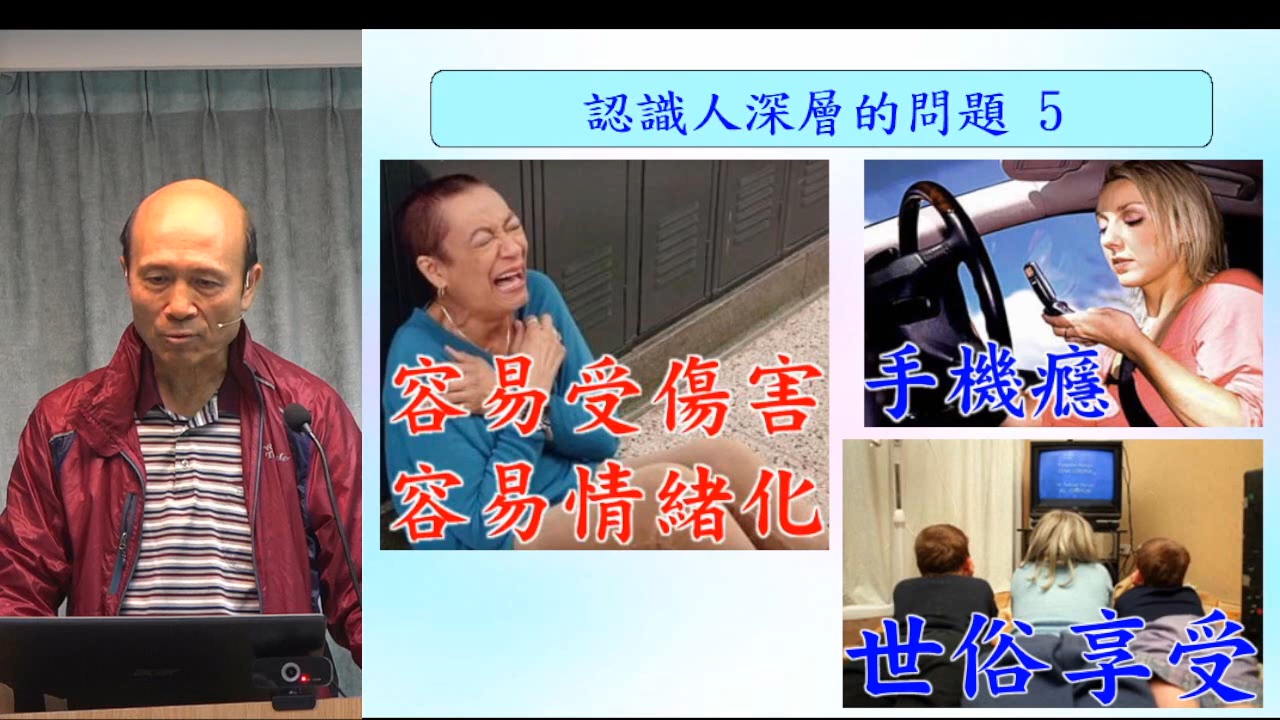 認識人深層的問題 5
容易受傷害
容易情緒化
手機癮
世俗享受